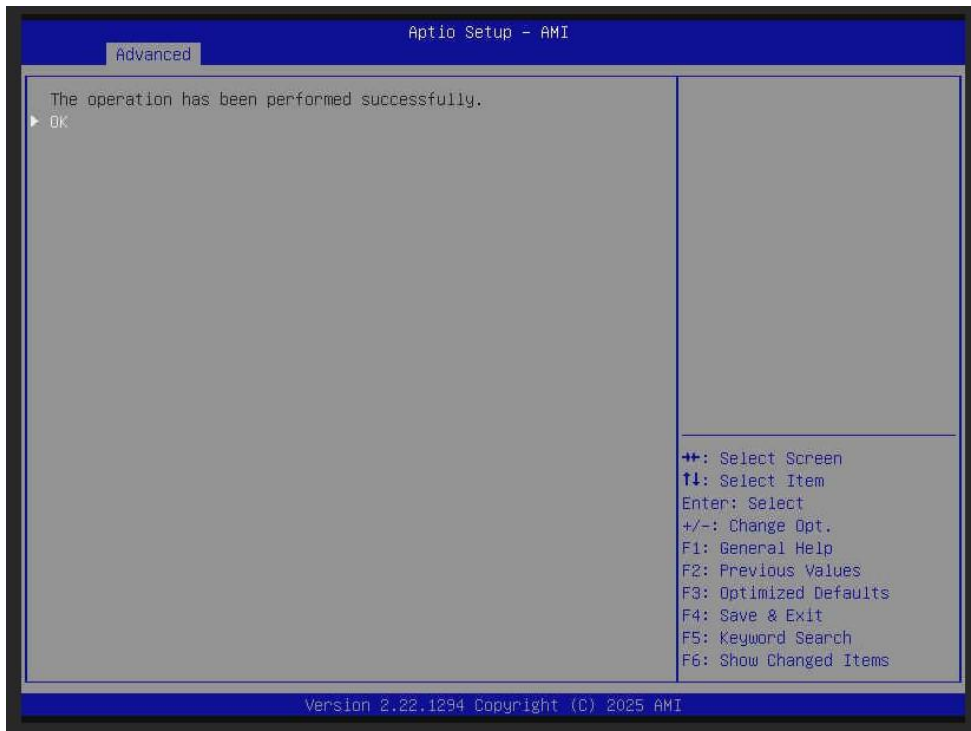 Aptio Setup - AMI
Advanced
The operation has been performed successfully.
OK
→←: Select Screen
↑↓: Select Item
Enter: Select
+/-: Change Opt.
F1: General Help
F2: Previous Values
F3: Optimized Defaults
F4: Save & Exit
F5: Keyword Search
F6: Show Changed Items
Version 2.22.1294 Copyright (C) 2025 AMI